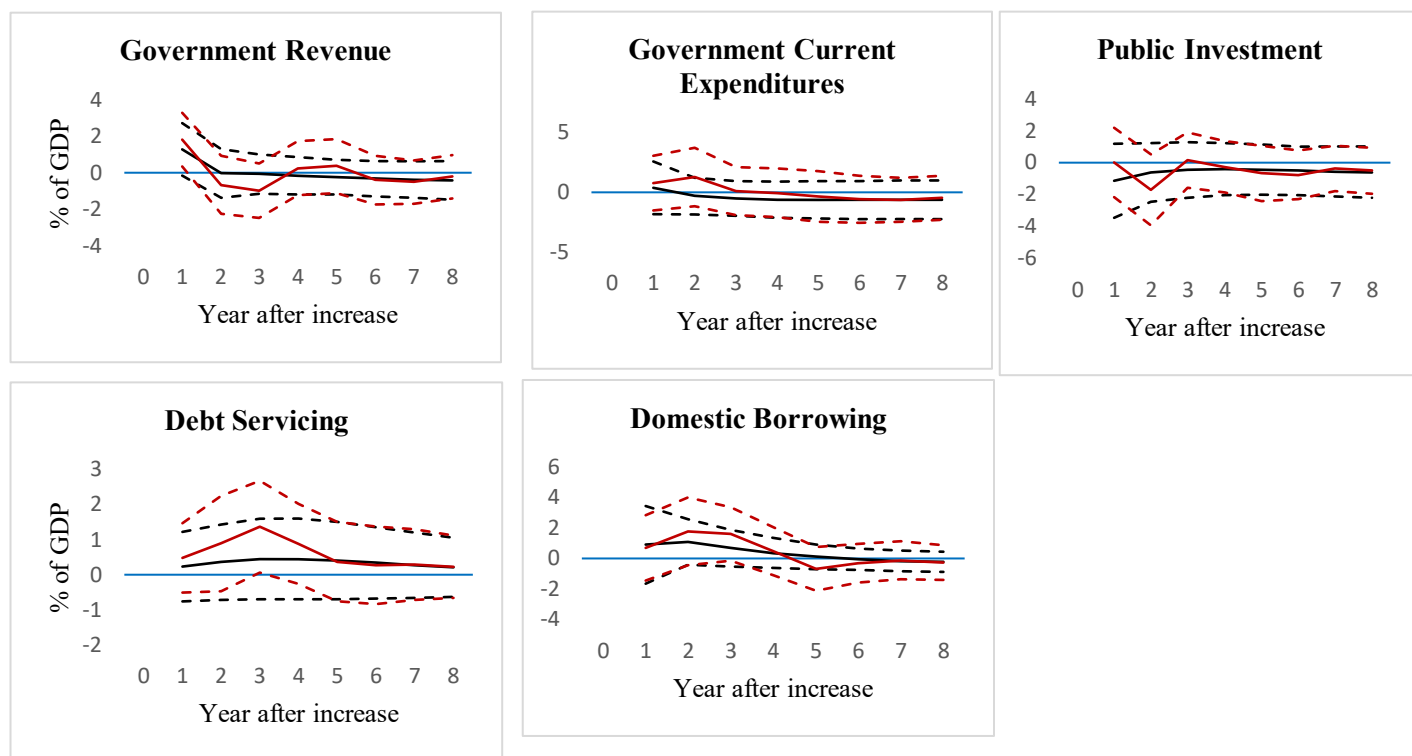 Government Revenue
% of GDP
4
2
0
-2
-4
0 1 2 3 4 5 6 7 8
Year after increase
Government Current
Expenditures
5
0
-5
0 1 2 3 4 5 6 7 8
Year after increase
Public Investment
4
2
0
-2
-4
-6
0 1 2 3 4 5 6 7 8
Year after increase
Debt Servicing
% of GDP
3
2
1
0
-1
-2
0 1 2 3 4 5 6 7 8
Year after increase
Domestic Borrowing
6
4
2
0
-2
-4
0 1 2 3 4 5 6 7 8
Year after increase